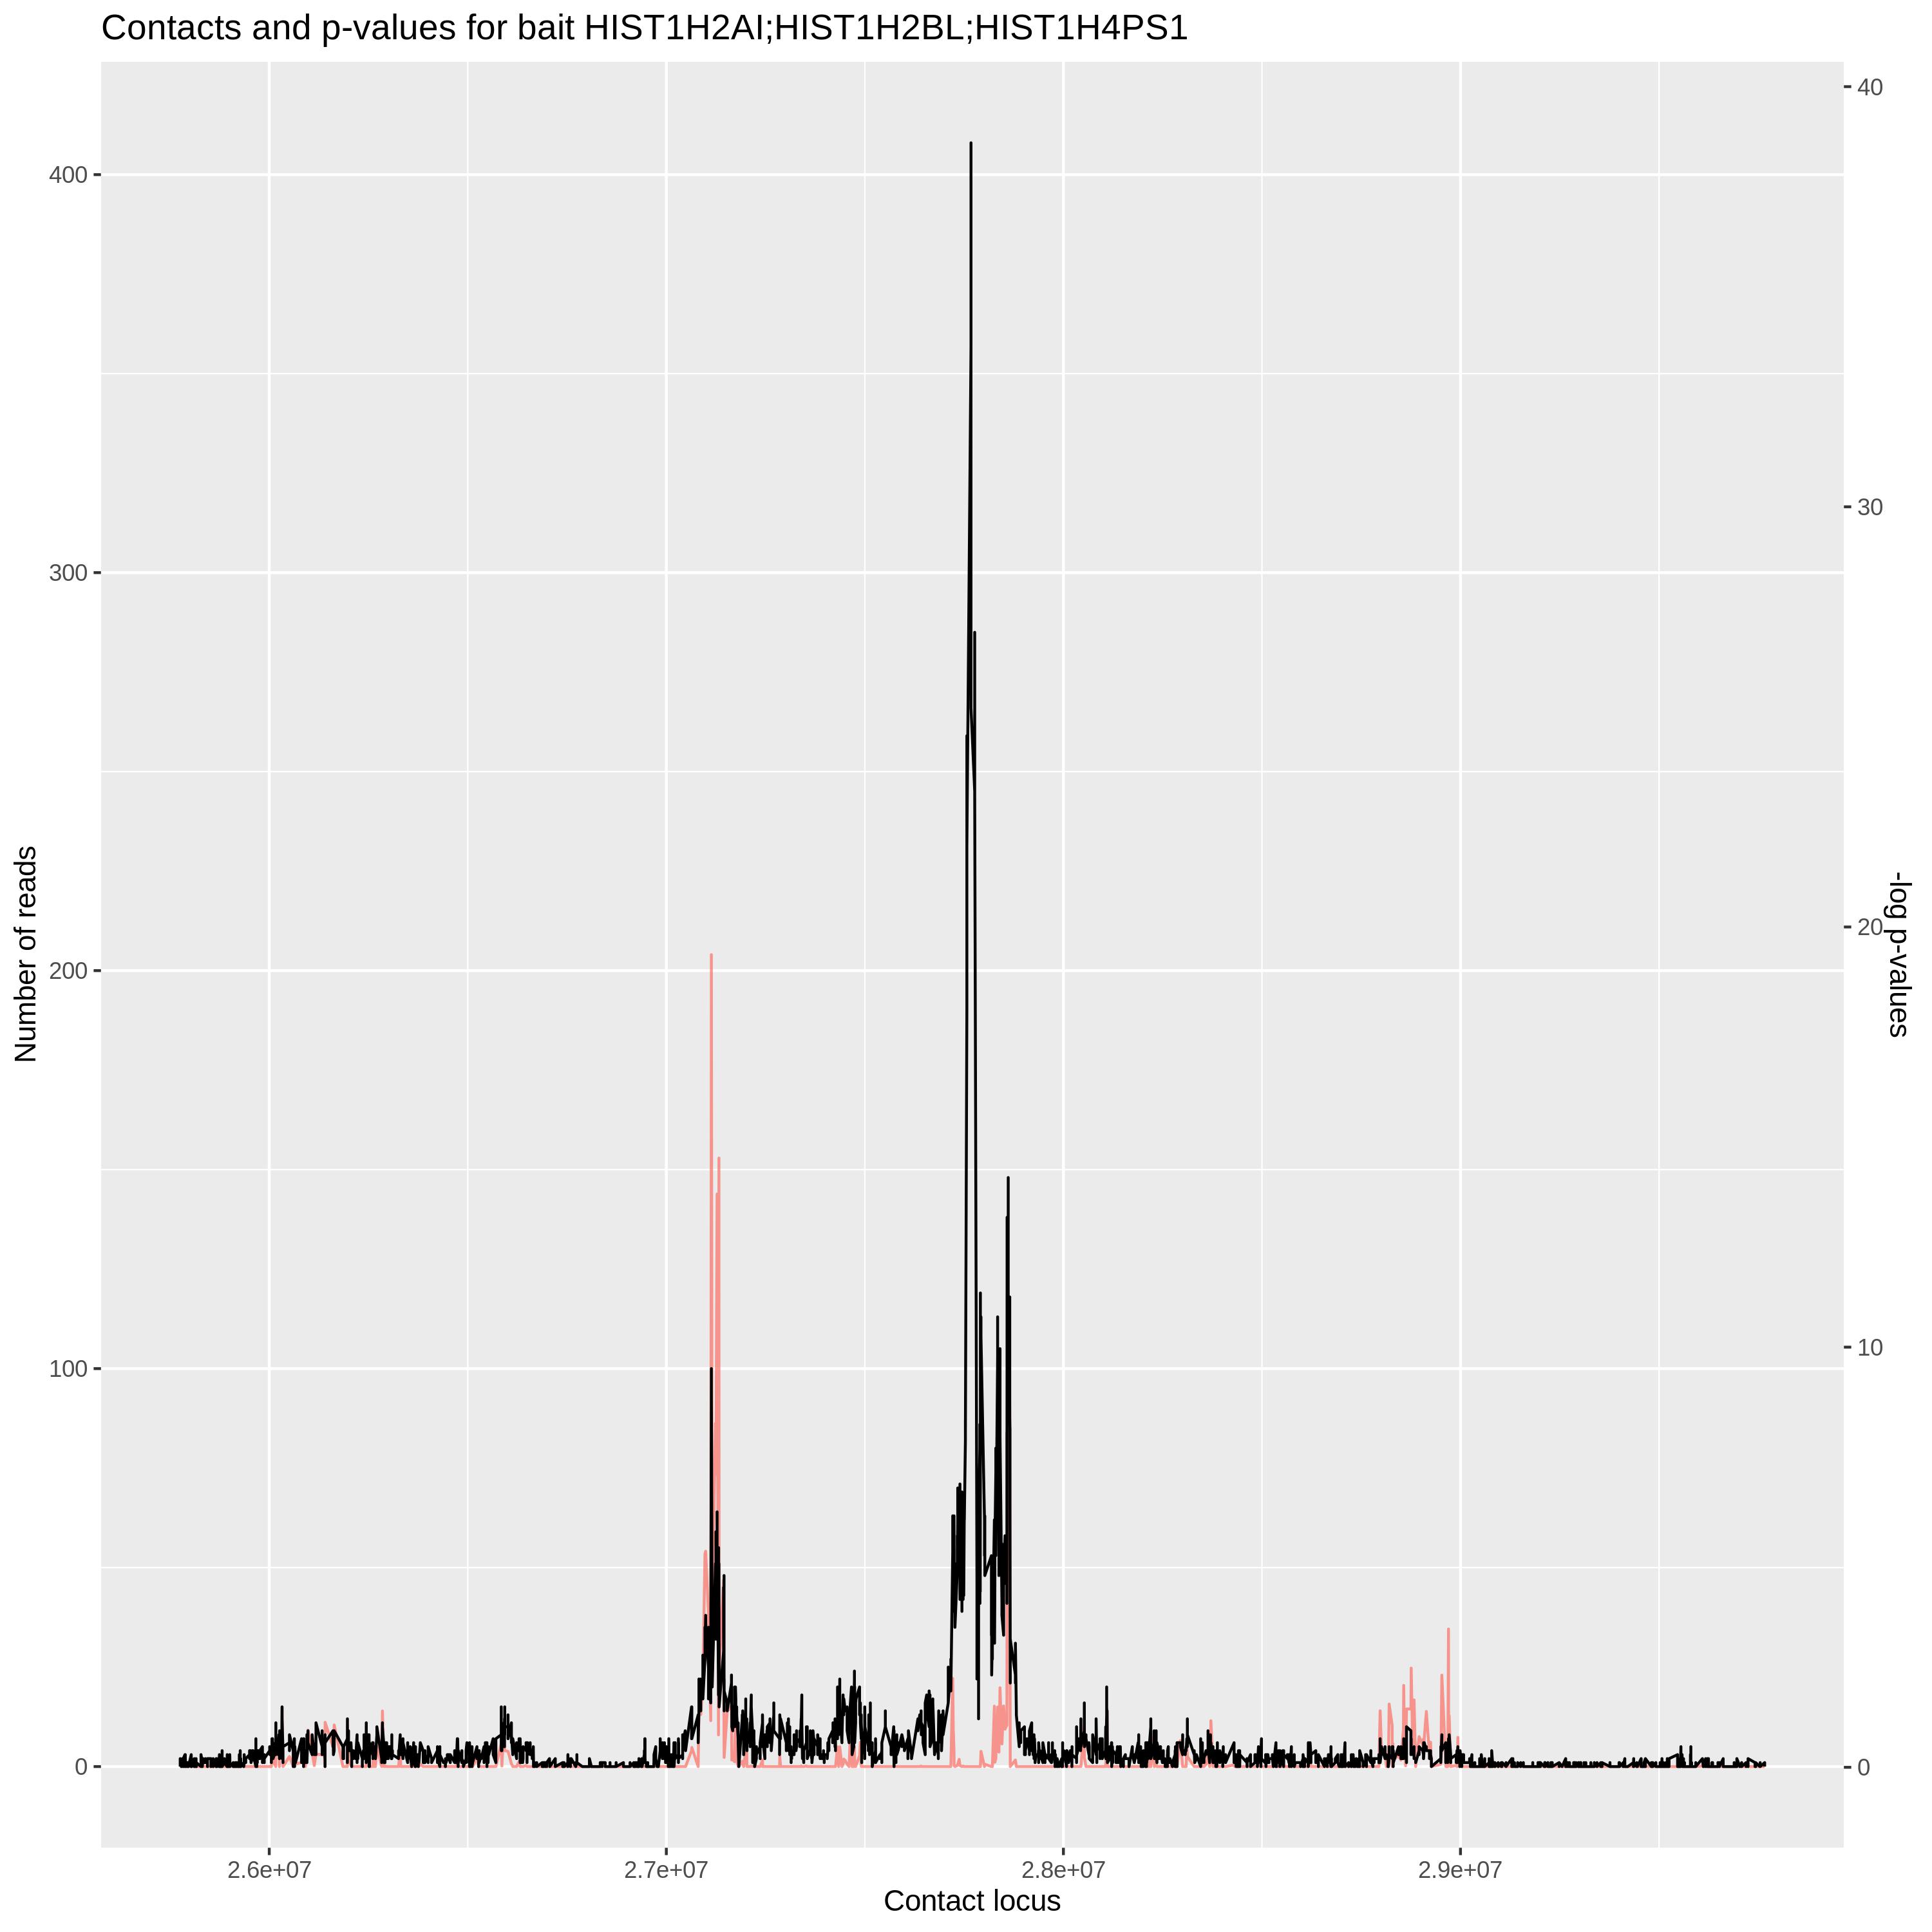 Contacts and p-values for bait HIST1H2AI;HIST1H2BL;HIST1H4PS1
Number of reads
400
300
200
100
0
40
30
20
10
0
-log p-values
2.6e+07
2.7e+07
2.8e+07
2.9e+07
Contact locus